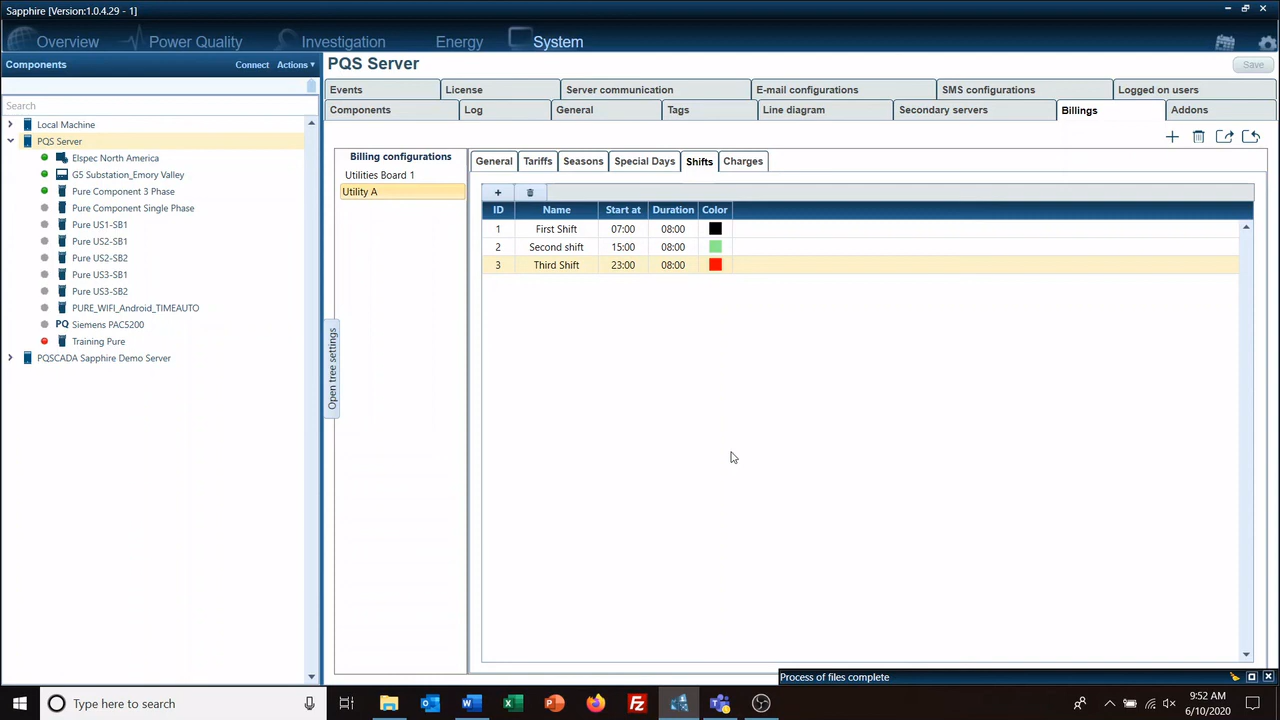 Sapphire [Version:1.0.4.29 - 1]
Overview Power Quality Investigation Energy System
Components Connect Actions
PQS Server Save
Events License Server communication E-mail configurations SMS configurations Logged on users
Components Log General Tags Line diagram Secondary servers Billings Addons
Search
Local Machine
PQS Server
Elspec North America
G5 Substation_Emory Valley
Pure Component 3 Phase
Pure Component Single Phase
Pure US1-SB1
Pure US2-SB1
Pure US2-SB2
Pure US3-SB1
Pure US3-SB2
PURE_WIFI_Android_TIMEAUTO
PQ Siemens PAC5200
Training Pure
PQSCADA Sapphire Demo Server
Open tree settings
Billing configurations
Utilities Board 1
Utility A
General Tariffs Seasons Special Days Shifts Charges
ID Name Start at Duration Color
1 First Shift 07:00 08:00
2 Second shift 15:00 08:00
3 Third Shift 23:00 08:00
Process of files complete
Type here to search
9:52 AM
6/10/2020